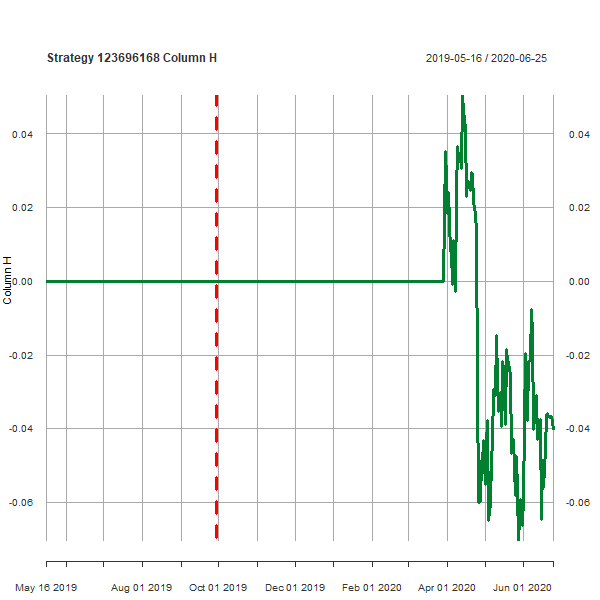 Strategy 123696168 Column H
2019-05-16 / 2020-06-25
0.04
0.02
0.00
-0.02
-0.04
-0.06
Column H
0.04
0.02
0.00
-0.02
-0.04
-0.06
May 16 2019
Aug 01 2019
Oct 01 2019
Dec 01 2019
Feb 01 2020
Apr 01 2020
Jun 01 2020